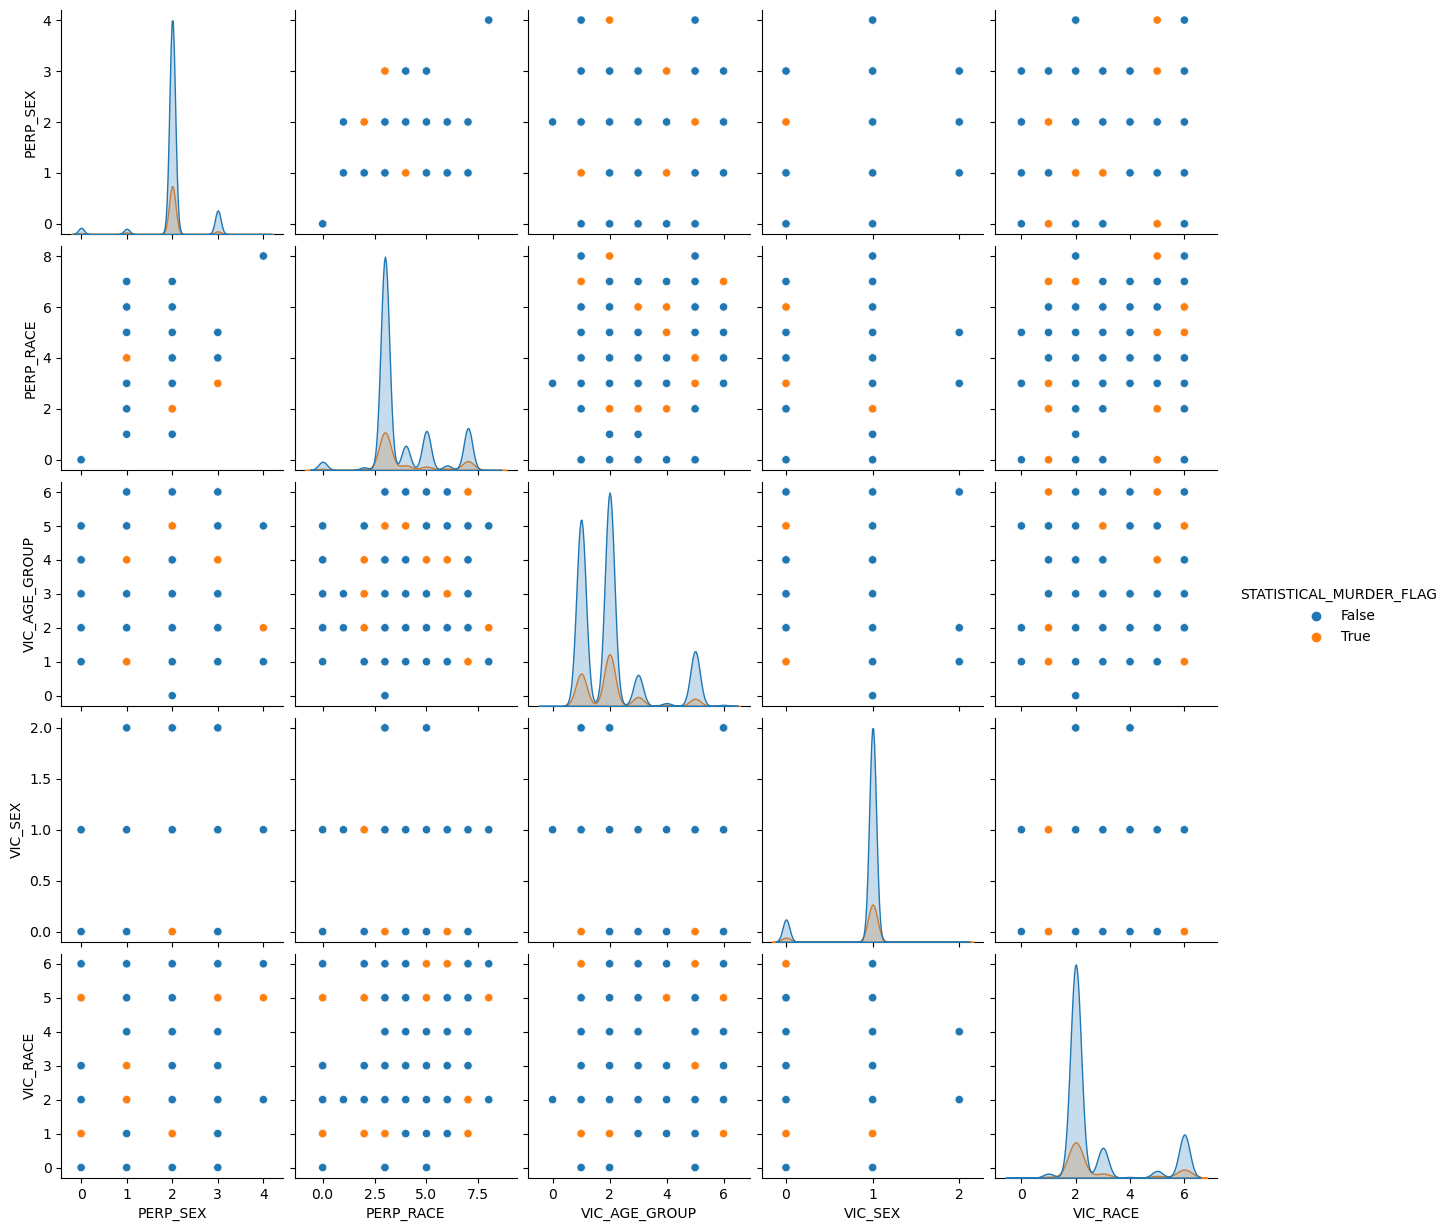 4
3
2
1
0
PERP_SEX
8
6
4
2
0
PERP_RACE
6
5
4
3
2
1
0
VIC_AGE_GROUP
STATISTICAL_MURDER_FLAG
False
True
2.0
1.5
1.0
0.5
0.0
VIC_SEX
6
5
4
3
2
1
0
VIC_RACE
0 1 2 3 4
PERP_SEX
0.0 2.5 5.0 7.5
PERP_RACE
0 2 4 6
VIC_AGE_GROUP
0 1 2
VIC_SEX
0 2 4 6
VIC_RACE